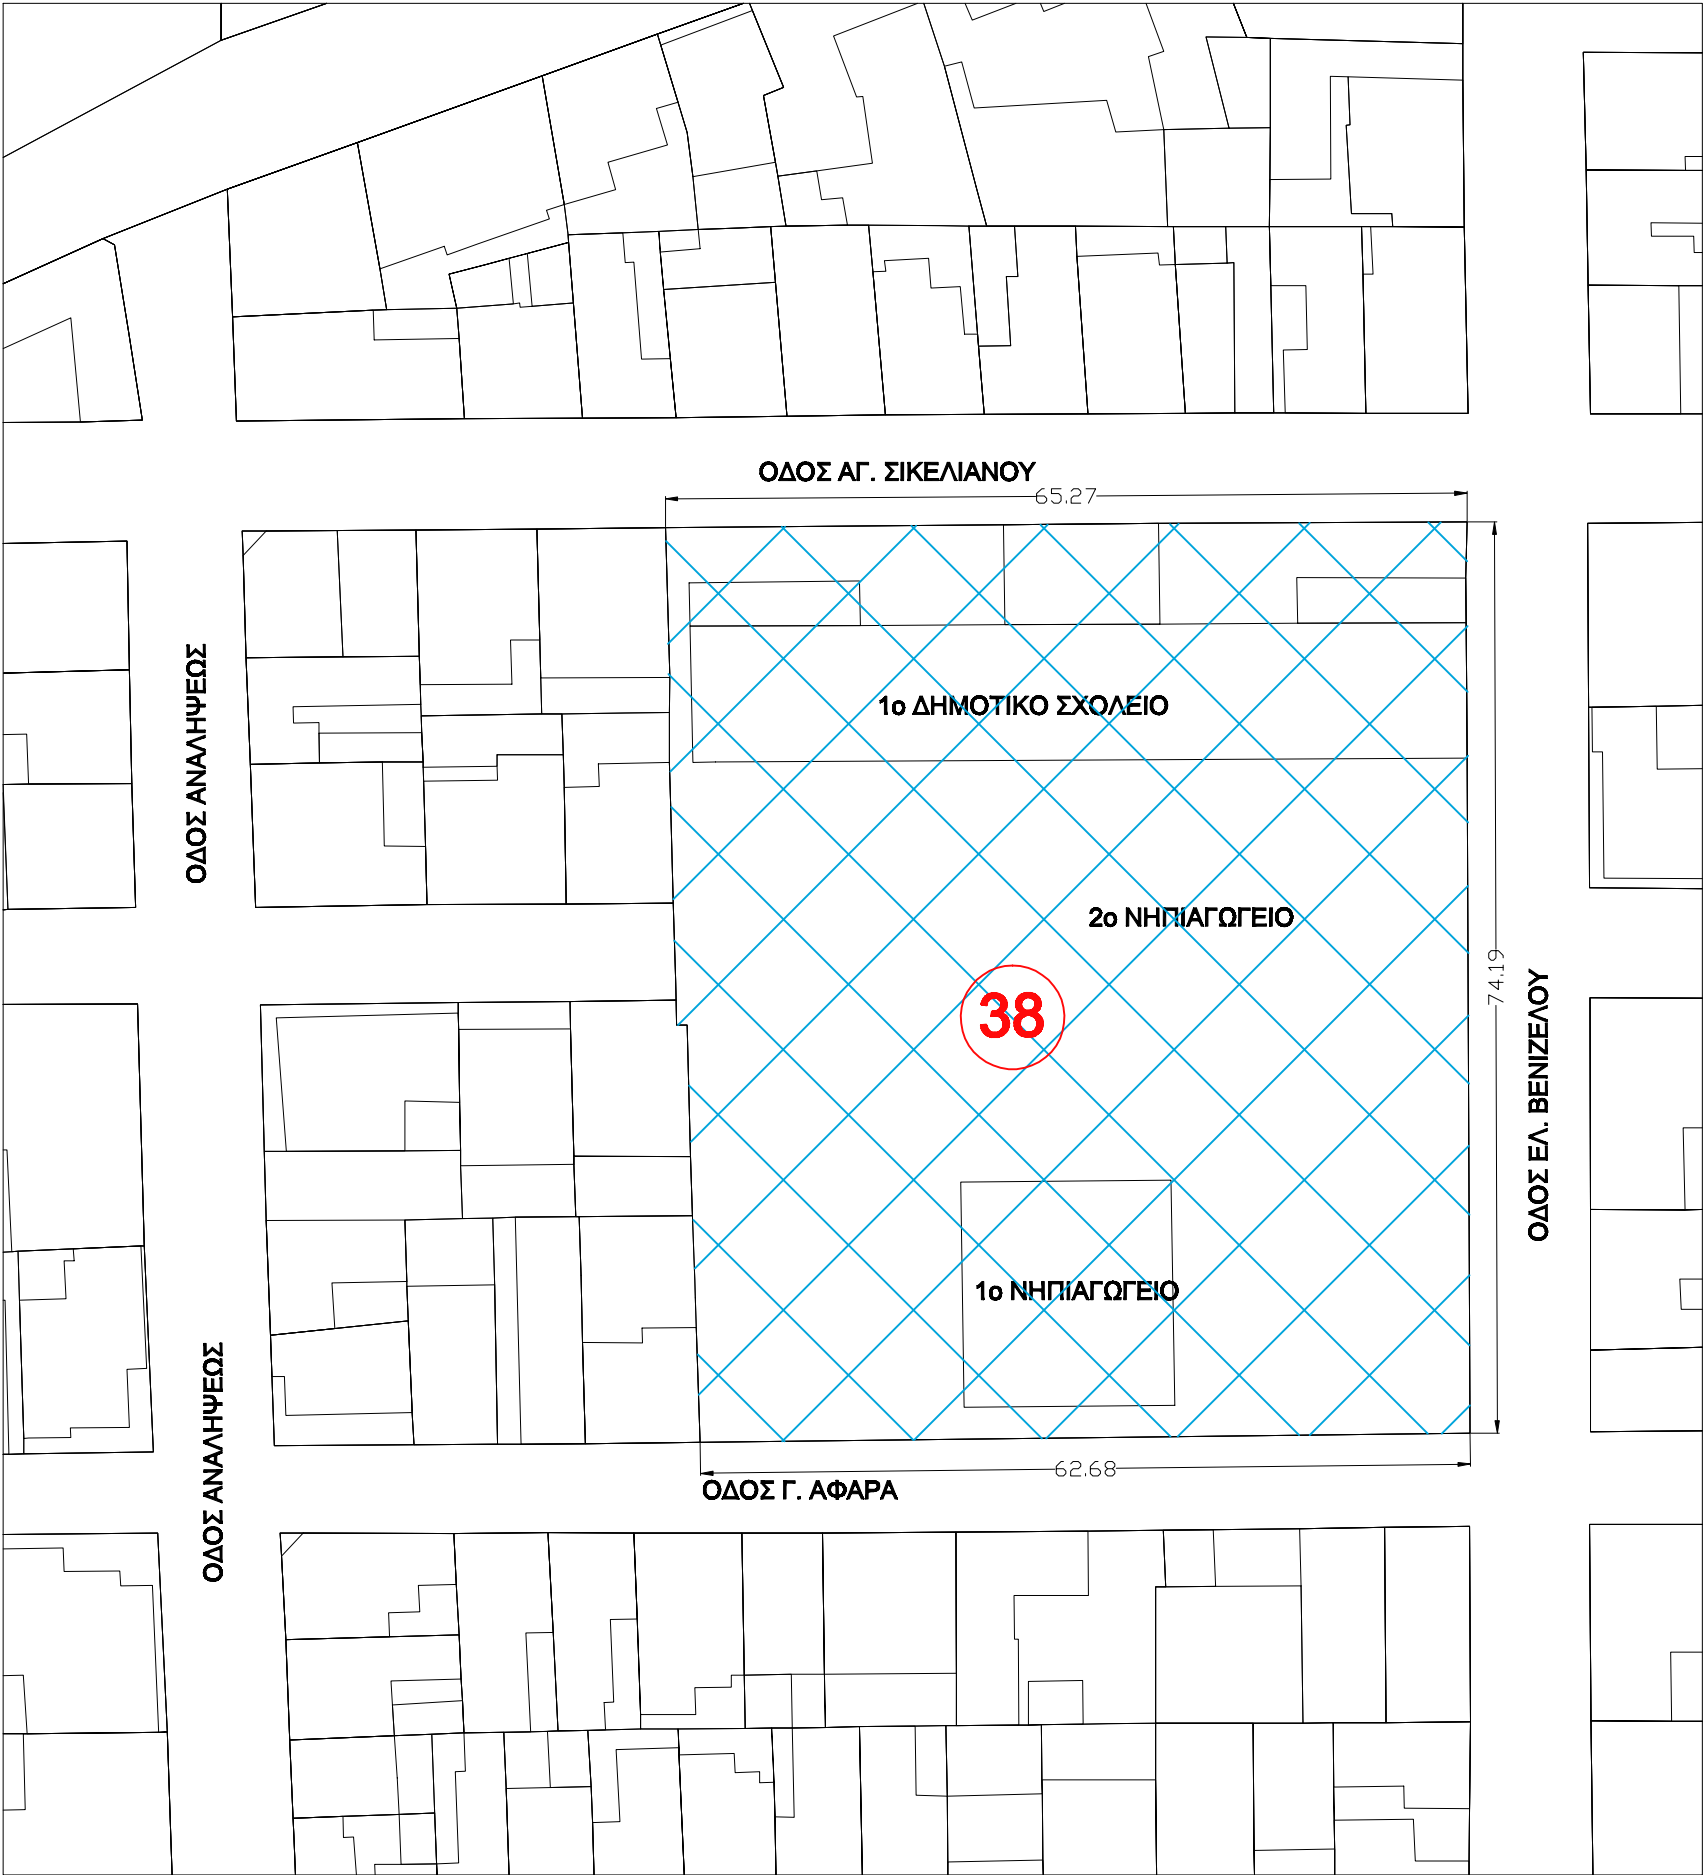 ΟΔΟΣ ΑΓ. ΣΙΚΕΛΙΑΝΟΥ
65.27
ΟΔΟΣ ΑΝΑΛΗΨΕΩΣ
1ο ΔΗΜΟΤΙΚΟ ΣΧΟΛΕΙΟ
2ο ΝΗΠΙΑΓΩΓΕΙΟ
74.19
38
ΟΔΟΣ ΕΛ. ΒΕΝΙΖΕΛΟΥ
1ο ΝΗΠΙΑΓΩΓΕΙΟ
ΟΔΟΣ ΑΝΑΛΗΨΕΩΣ
62.68
ΟΔΟΣ Γ. ΑΦΑΡΑ